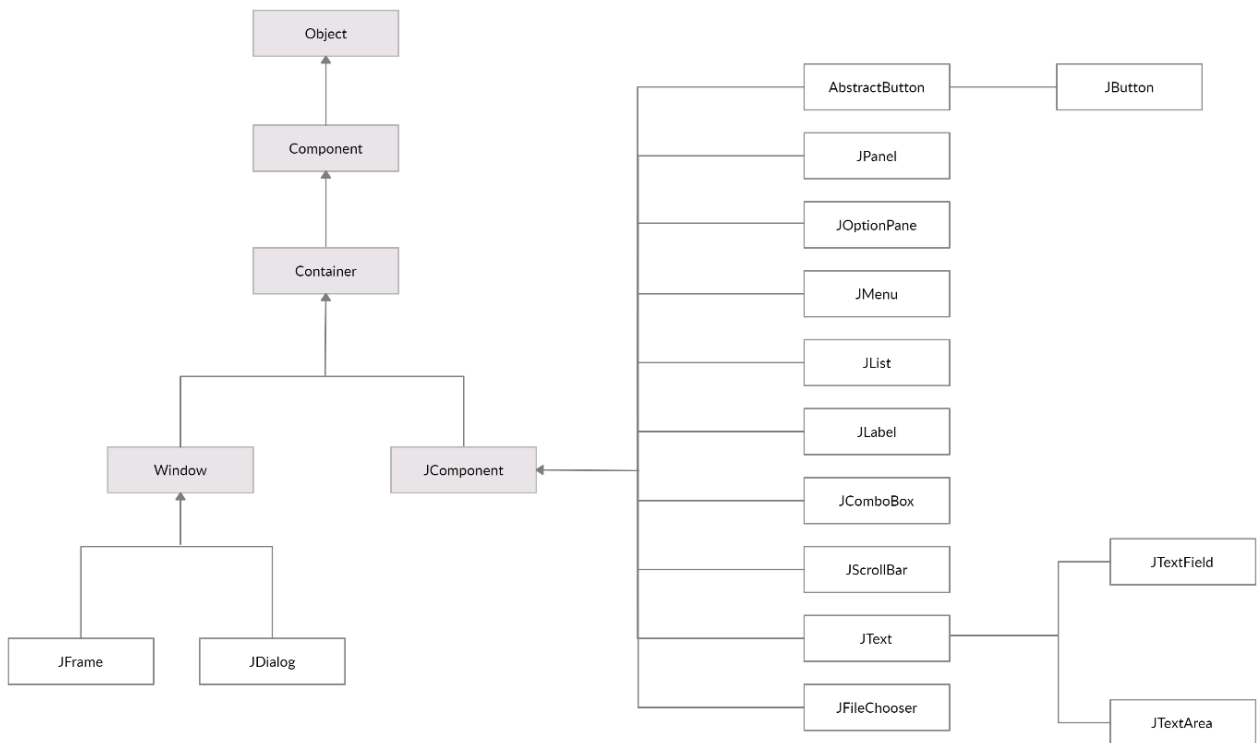 Object
Component
Container
Window
JComponent
JFrame
JDialog
AbstractButton
JButton
JPanel
JOptionPane
JMenu
JList
JLabel
JComboBox
JScrollBar
JText
JFileChooser
JTextField
JTextArea